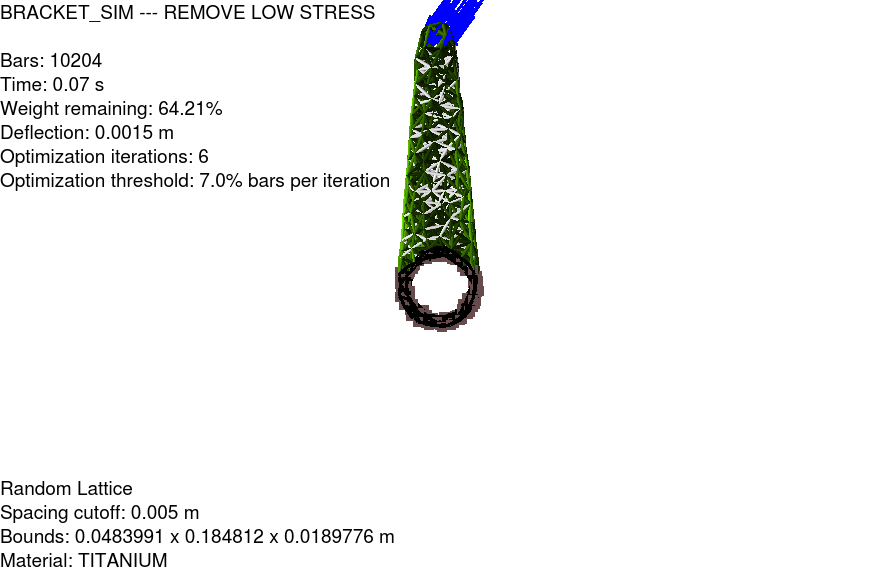 BRACKET_SIM --- REMOVE LOW STRESS
Bars: 10204
Time: 0.07 s
Weight remaining: 64.21%
Deflection: 0.0015 m
Optimization iterations: 6
Optimization threshold: 7.0% bars per iteration
Random Lattice
Spacing cutoff: 0.005 m
Bounds: 0.0483991 x 0.184812 x 0.0189776 m
Material: TITANIUM